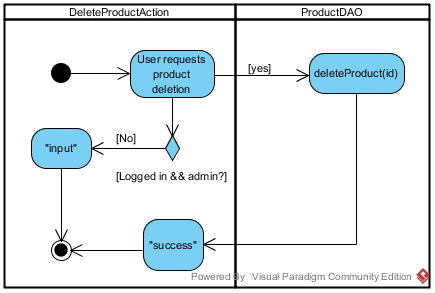 DeleteProductAction
ProductDAO
User requests
product
deletion
[yes]
deleteProduct(id)
[No]
"input"
[Logged in && admin?]
"success"
Powered By Visual Paradigm Community Edition